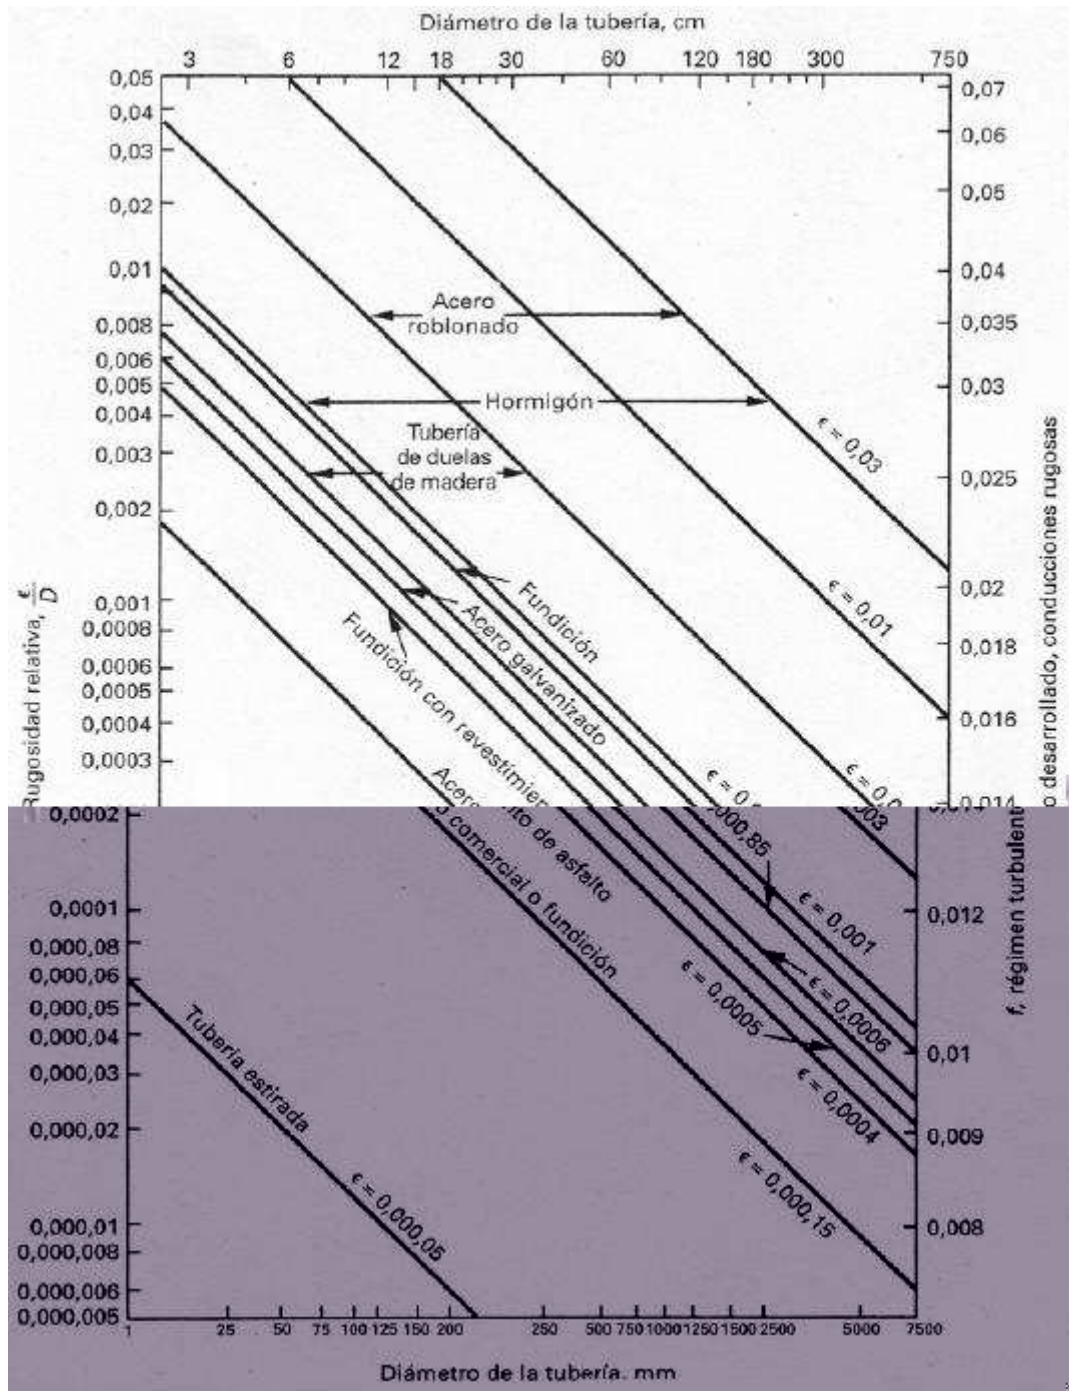 Diámetro de la tubería, cm
3 6 12 18 30 60 120 180 300 750
0,05
0,04
0,03
0,02
0,01
0,008
0,006
0,005
0,004
0,003
0,002
0,001
0,0008
0,0006
0,0005
0,0004
0,0003
0,0002
0,0001
0,000,08
0,000,06
0,000,05
0,000,04
0,000,03
0,000,02
0,000,01
0,000,008
0,000,006
0,000,005
Rugosidad relativa, ϵ/D
Acero
roblonado
Hormigón
Tubería
de duelas
de madera
Fundición
Acero galvanizado
Fundición con revestimiento de asfalto
Acero comercial o fundición
Tubería estirada
ϵ = 0,03
ϵ = 0,01
ϵ = 0,003
ϵ = 0,000,85
ϵ = 0,001
ϵ = 0,0006
ϵ = 0,0005
ϵ = 0,0004
ϵ = 0,000,15
ϵ = 0,000,05
0,07
0,06
0,05
0,04
0,035
0,03
0,025
0,02
0,018
0,016
0,014
0,012
0,01
0,009
0,008
f, régimen turbulento desarrollado, conducciones rugosas
1 25 50 75 100 125 150 200 250 500 750 1000 1250 1500 2500 5000 7500
Diámetro de la tubería. mm